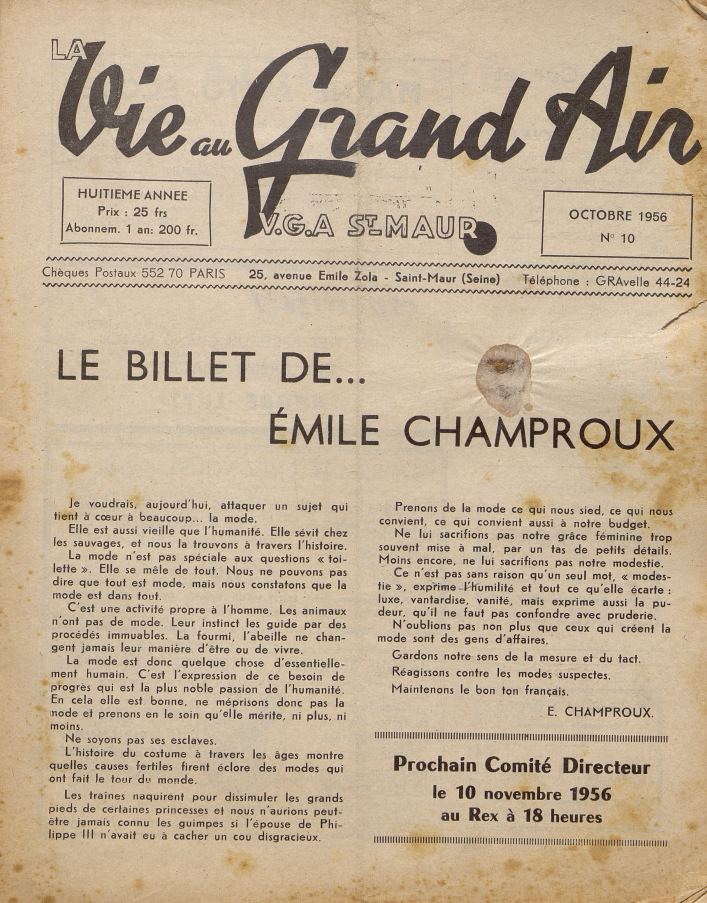 LA
Vie au Grand Air
V.G.A ST.MAUR
HUITIEME ANNEE
Prix : 25 frs
Abonnem. 1 an: 200 fr.
OCTOBRE 1956
N° 10
Chèques Postaux 552 70 PARIS 25, avenue Emile Zola - Saint-Maur (Seine) Téléphone : GRAvelle 44-24
LE BILLET DE...
ÉMILE CHAMPROUX
Je voudrais, aujourd'hui, attaquer un sujet qui
tient à cœur à beaucoup... la mode.
Elle est aussi vieille que l'humanité. Elle sévit chez
les sauvages, et nous la trouvons à travers l'histoire.
La mode n'est pas spéciale aux questions « toi-
lette ». Elle se mêle de tout. Nous ne pouvons pas
dire que tout est mode, mais nous constatons que la
mode est dans tout.
C'est une activité propre à l'homme. Les animaux
n'ont pas de mode. Leur instinct les guide par des
procédés immuables. La fourmi, l'abeille ne chan-
gent jamais leur manière d'être ou de vivre.
La mode est donc quelque chose d'essentielle-
ment humain. C'est l'expression de ce besoin de
progrès qui est la plus noble passion de l'humanité.
En cela elle est bonne, ne méprisons donc pas la
mode et prenons en le soin qu'elle mérite, ni plus, ni
moins.
Ne soyons pas ses esclaves.
L'histoire du costume à travers les âges montre
quelles causes fertiles firent éclore des modes qui
ont fait le tour du monde.
Les traînes naquirent pour dissimuler les grands
pieds de certaines princesses et nous n'aurions peut-
être jamais connu les guimpes si l'épouse de Phi-
lippe III n'avait eu à cacher un cou disgracieux.
Prenons de la mode ce qui nous sied, ce qui nous
convient, ce qui convient aussi à notre budget.
Ne lui sacrifions pas notre grâce féminine trop
souvent mise à mal, par un tas de petits détails.
Moins encore, ne lui sacrifions pas notre modestie.
Ce n'est pas sans raison qu'un seul mot, « modes-
tie », exprime l'humilité et tout ce qu'elle écarte :
luxe, vantardise, vanité, mais exprime aussi la pu-
deur, qu'il ne faut pas confondre avec pruderie.
N'oublions pas non plus que ceux qui créent la
mode sont des gens d'affaires.
Gardons notre sens de la mesure et du tact.
Réagissons contre les modes suspectes.
Maintenons le bon ton français.
E. CHAMPROUX.
Prochain Comité Directeur
le 10 novembre 1956
au Rex à 18 heures